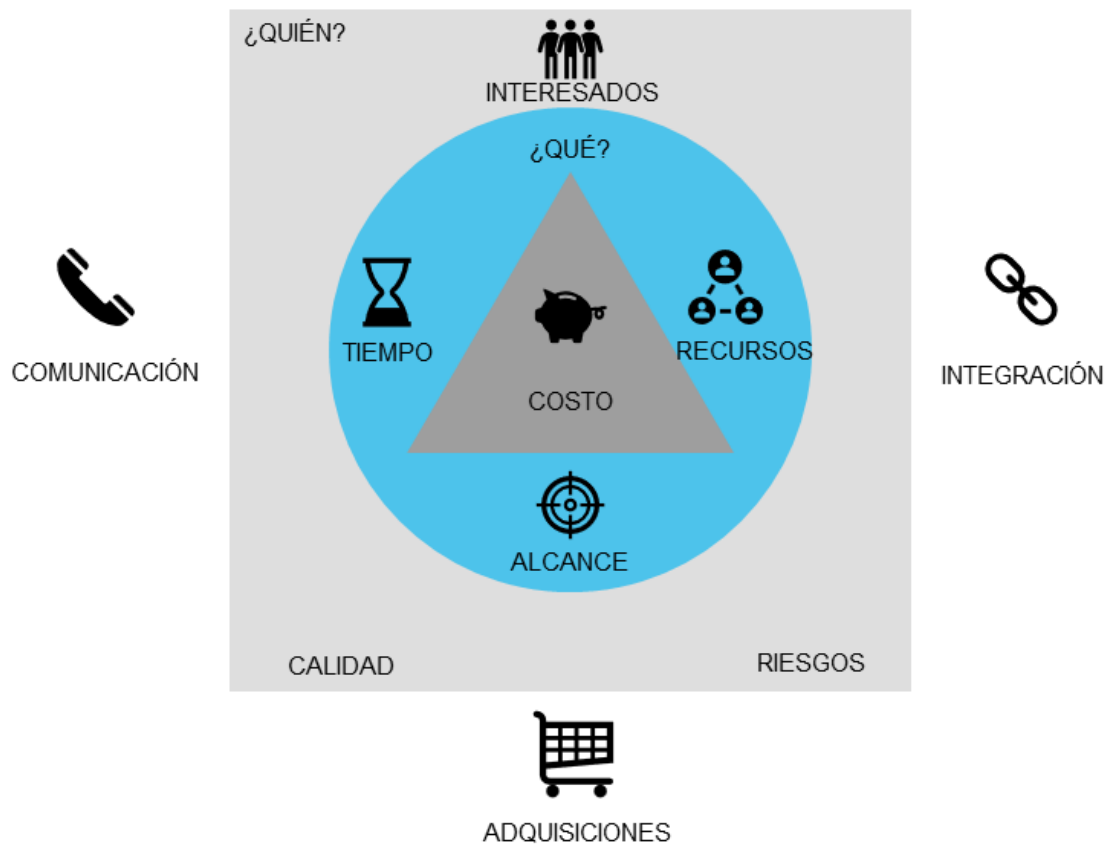 ¿QUIÉN?
INTERESADOS
¿QUÉ?
TIEMPO
RECURSOS
COMUNICACIÓN
INTEGRACIÓN
COSTO
ALCANCE
CALIDAD
RIESGOS
ADQUISICIONES